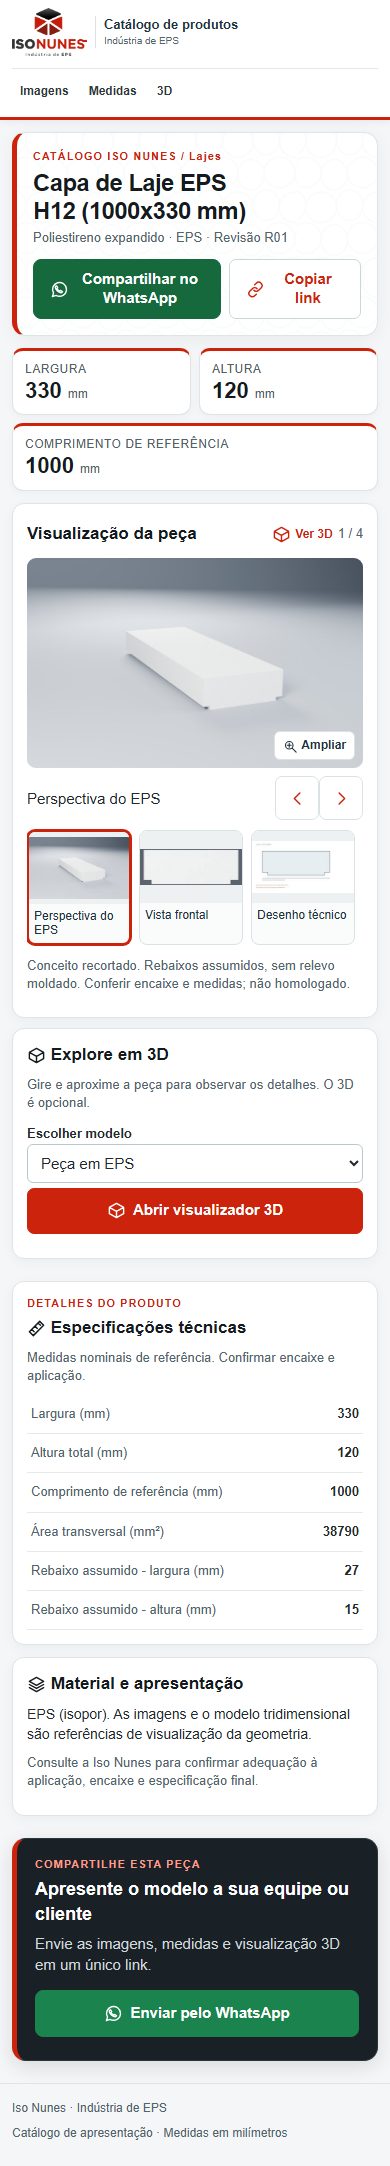 ISONUNES
Indústria de EPS
Catálogo de produtos
Indústria de EPS
Imagens Medidas 3D
CATÁLOGO ISO NUNES / Lajes
Capa de Laje EPS
H12 (1000x330 mm)
Poliestireno expandido · EPS · Revisão R01
Compartilhar no
WhatsApp
Copiar
link
LARGURA
330 mm
ALTURA
120 mm
COMPRIMENTO DE REFERÊNCIA
1000 mm
Visualização da peça
Ver 3D 1 / 4
Ampliar
Perspectiva do EPS
Perspectiva do
EPS
Vista frontal
Desenho técnico
Conceito recortado. Rebaixos assumidos, sem relevo
moldado. Conferir encaixe e medidas; não homologado.
Explore em 3D
Gire e aproxime a peça para observar os detalhes. O 3D
é opcional.
Escolher modelo
Peça em EPS
Abrir visualizador 3D
DETALHES DO PRODUTO
Especificações técnicas
Medidas nominais de referência. Confirmar encaixe e
aplicação.
Largura (mm) 330
Altura total (mm) 120
Comprimento de referência (mm) 1000
Área transversal (mm²) 38790
Rebaixo assumido - largura (mm) 27
Rebaixo assumido - altura (mm) 15
Material e apresentação
EPS (isopor). As imagens e o modelo tridimensional
são referências de visualização da geometria.
Consulte a Iso Nunes para confirmar adequação à
aplicação, encaixe e especificação final.
COMPARTILHE ESTA PEÇA
Apresente o modelo a sua equipe ou
cliente
Envie as imagens, medidas e visualização 3D
em um único link.
Enviar pelo WhatsApp
Iso Nunes · Indústria de EPS
Catálogo de apresentação · Medidas em milímetros